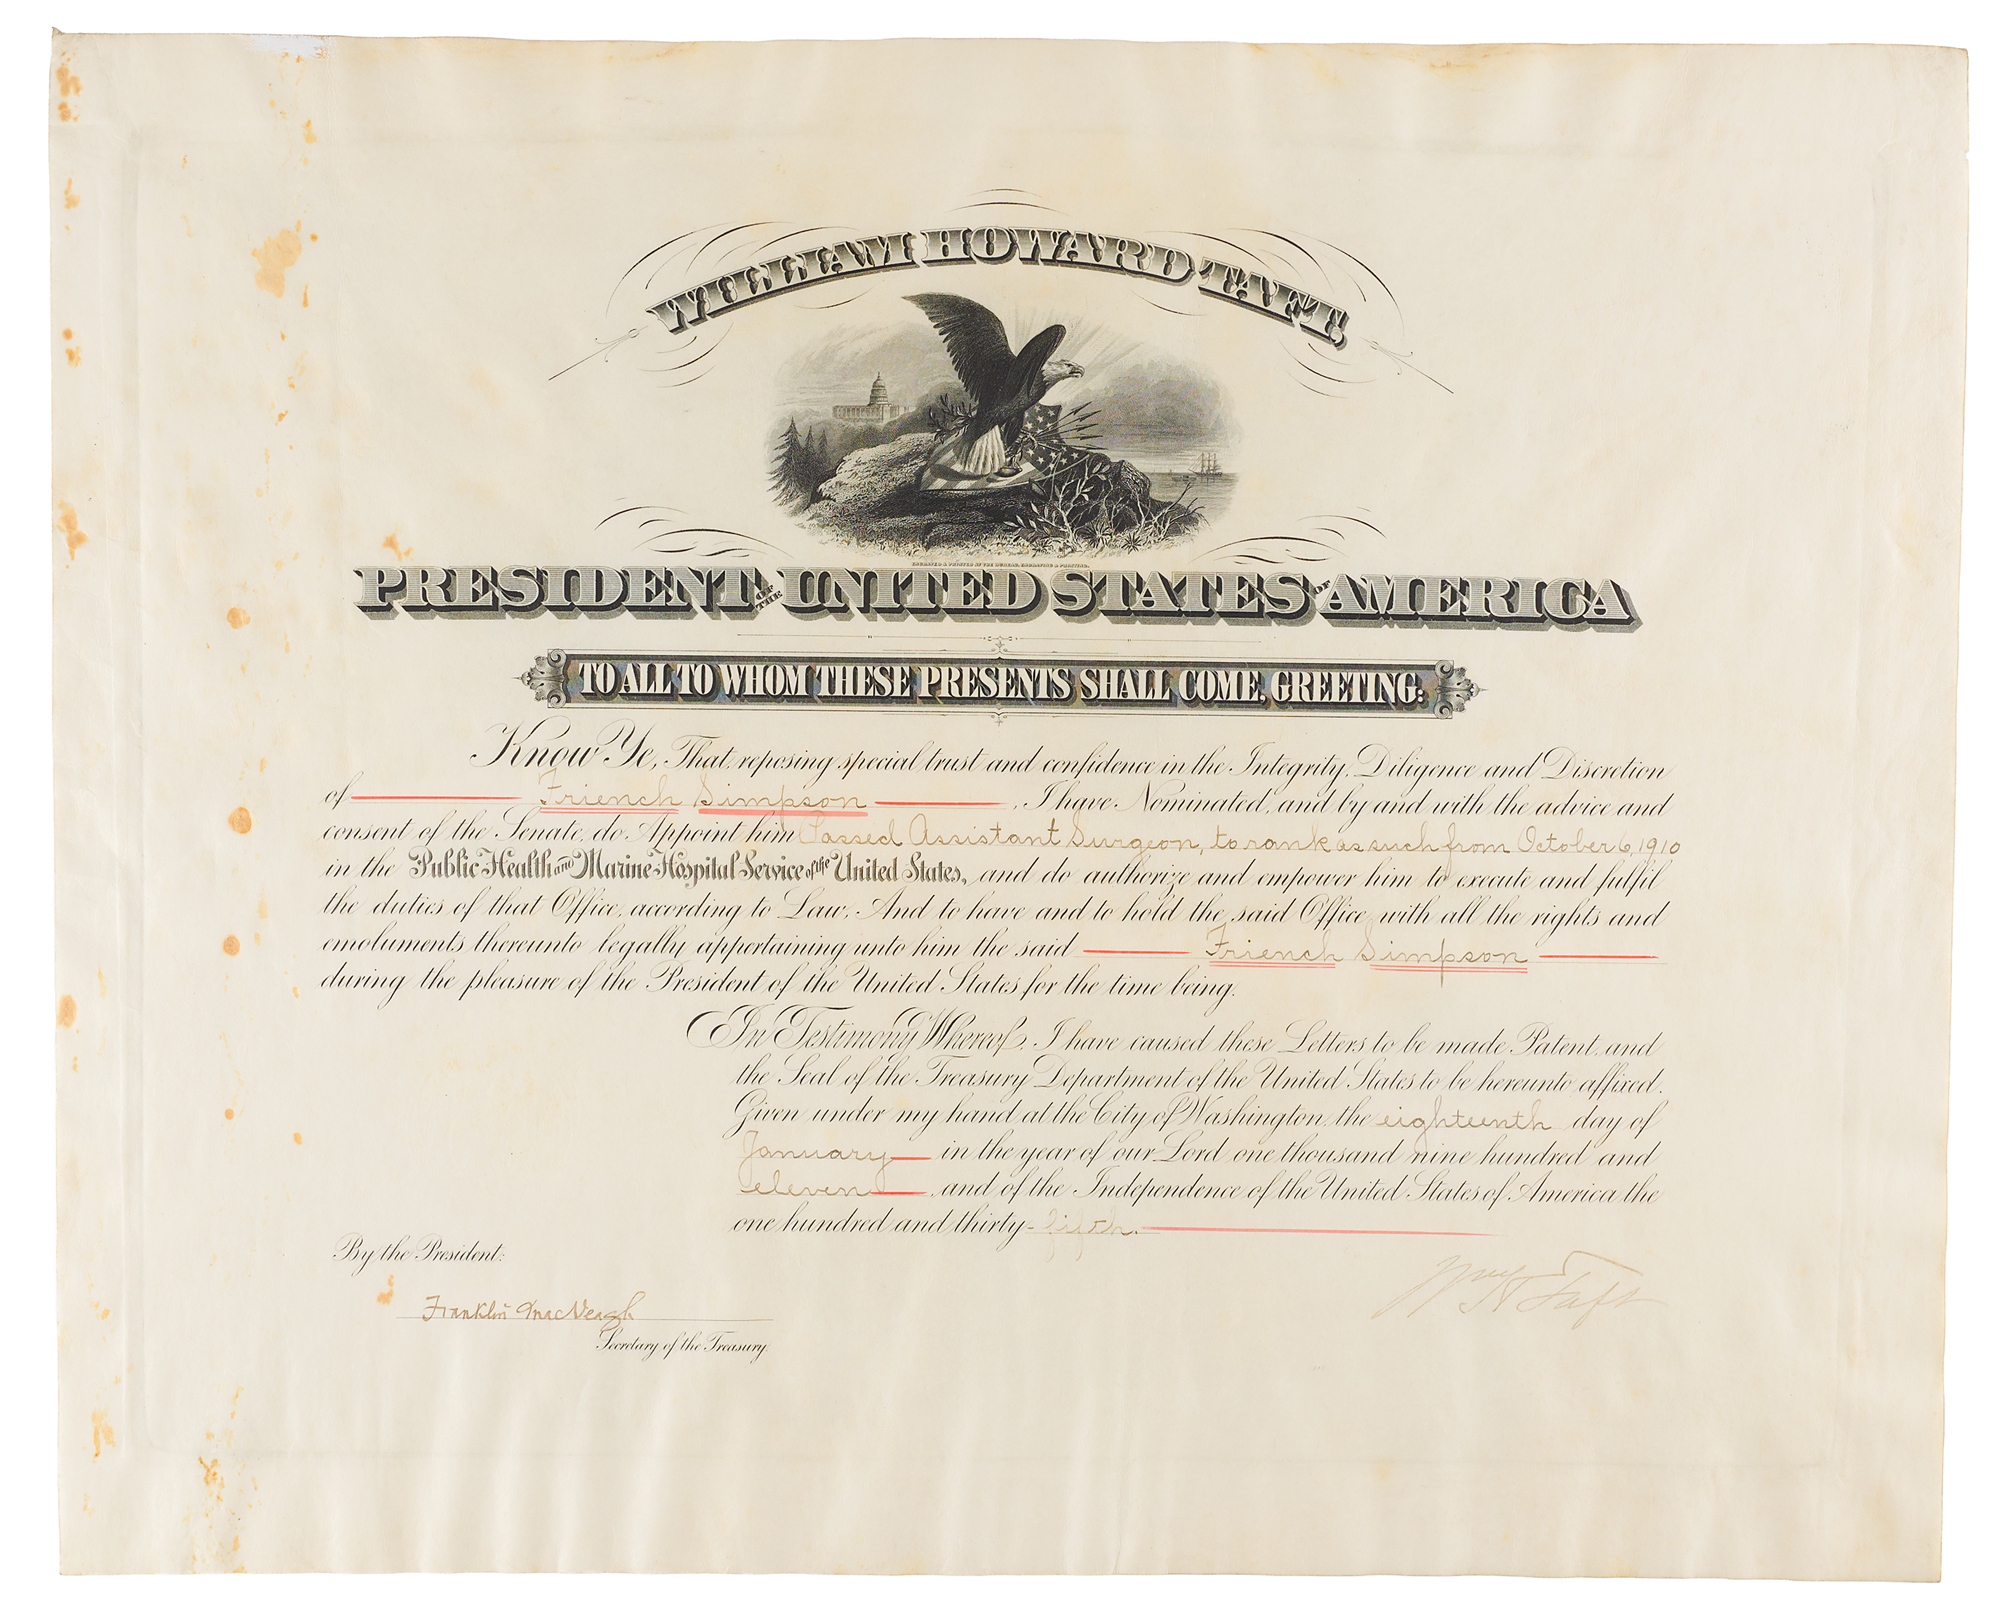 WILLIAM HOWARD TAFT,
ENGRAVED & PRINTED AT THE BUREAU, ENGRAVING & PRINTING.
PRESIDENT OF THE UNITED STATES OF AMERICA
TO ALL TO WHOM THESE PRESENTS SHALL COME, GREETING:
Know Ye, That, reposing special trust and confidence in the Integrity, Diligence and Discretion
of Friench Simpson, I have Nominated, and by and with the advice and
consent of the Senate, do Appoint him Passed Assistant Surgeon, to rank as such from October 6, 1910
in the Public Health and Marine-Hospital Service of the United States, and do authorize and empower him to execute and fulfil
the duties of that Office, according to Law, And to have and to hold the said Office, with all the rights and
emoluments thereunto legally appertaining unto him the said Friench Simpson
during the pleasure of the President of the United States for the time being.
In Testimony Whereof, I have caused these Letters to be made Patent, and
the Seal of the Treasury Department of the United States to be hereunto affixed.
Given under my hand at the City of Washington, the eighteenth day of
January in the year of our Lord one thousand nine hundred and
eleven, and of the Independence of the United States of America the
one hundred and thirty-fifth.
By the President:
Wm H Taft
Franklin MacVeagh
Secretary of the Treasury.